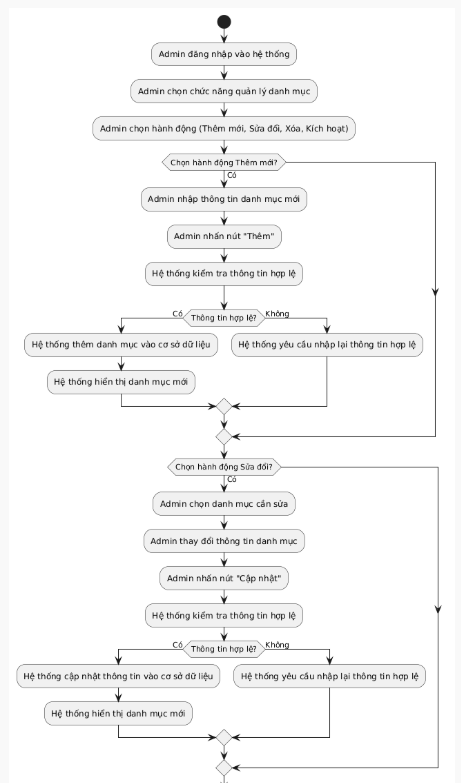 Admin đăng nhập vào hệ thống
Admin chọn chức năng quản lý danh mục
Admin chọn hành động (Thêm mới, Sửa đổi, Xóa, Kích hoạt)
Chọn hành động Thêm mới?
Có
Admin nhập thông tin danh mục mới
Admin nhấn nút "Thêm"
Hệ thống kiểm tra thông tin hợp lệ
Có
Thông tin hợp lệ?
Không
Hệ thống thêm danh mục vào cơ sở dữ liệu
Hệ thống yêu cầu nhập lại thông tin hợp lệ
Hệ thống hiển thị danh mục mới
Chọn hành động Sửa đổi?
Có
Admin chọn danh mục cần sửa
Admin thay đổi thông tin danh mục
Admin nhấn nút "Cập nhật"
Hệ thống kiểm tra thông tin hợp lệ
Có
Thông tin hợp lệ?
Không
Hệ thống cập nhật thông tin vào cơ sở dữ liệu
Hệ thống yêu cầu nhập lại thông tin hợp lệ
Hệ thống hiển thị danh mục mới